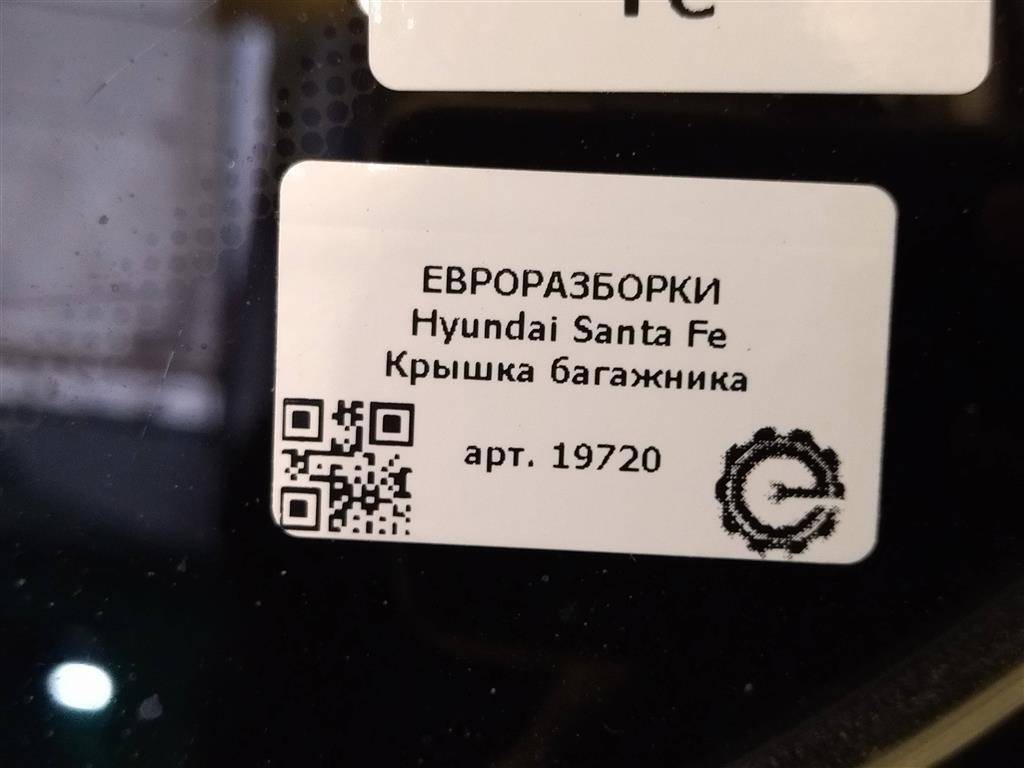 ЕВРОРАЗБОРКИ
Hyundai Santa Fe
Крышка багажника
арт. 19720